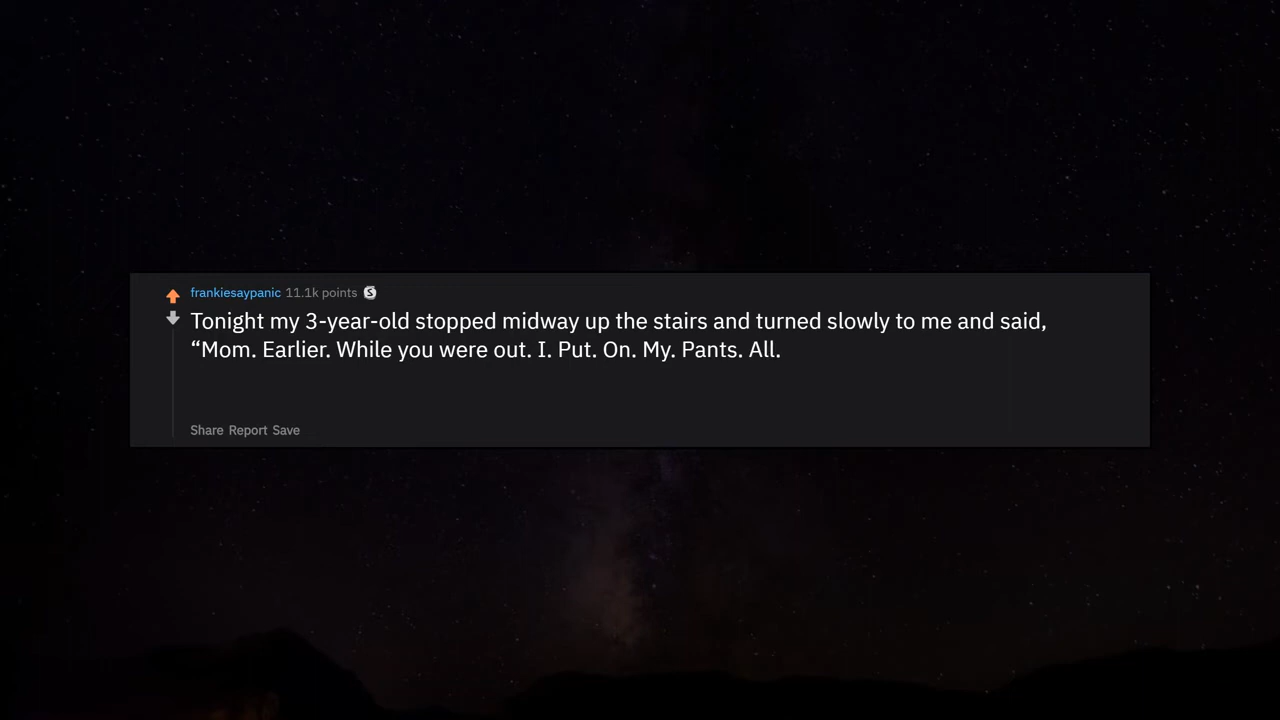 frankiesaypanic 11.1k points S
Tonight my 3-year-old stopped midway up the stairs and turned slowly to me and said,
“Mom. Earlier. While you were out. I. Put. On. My. Pants. All.
Share Report Save